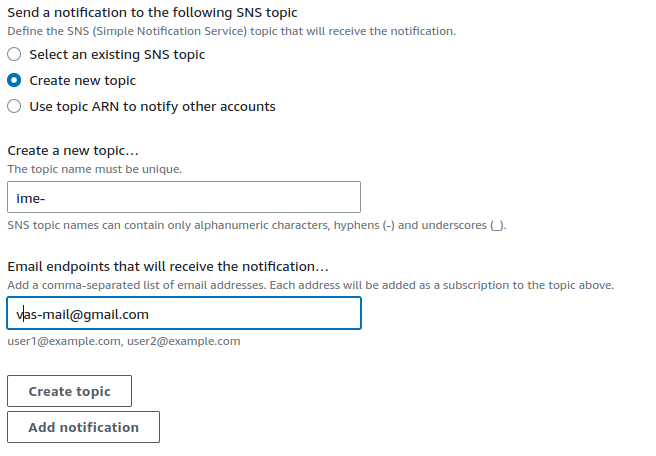 Send a notification to the following SNS topic
Define the SNS (Simple Notification Service) topic that will receive the notification.
Select an existing SNS topic
Create new topic
Use topic ARN to notify other accounts
Create a new topic...
The topic name must be unique.
ime-
SNS topic names can contain only alphanumeric characters, hyphens (-) and underscores (_).
Email endpoints that will receive the notification...
Add a comma-separated list of email addresses. Each address will be added as a subscription to the topic above.
vas-mail@gmail.com
user1@example.com, user2@example.com
Create topic
Add notification